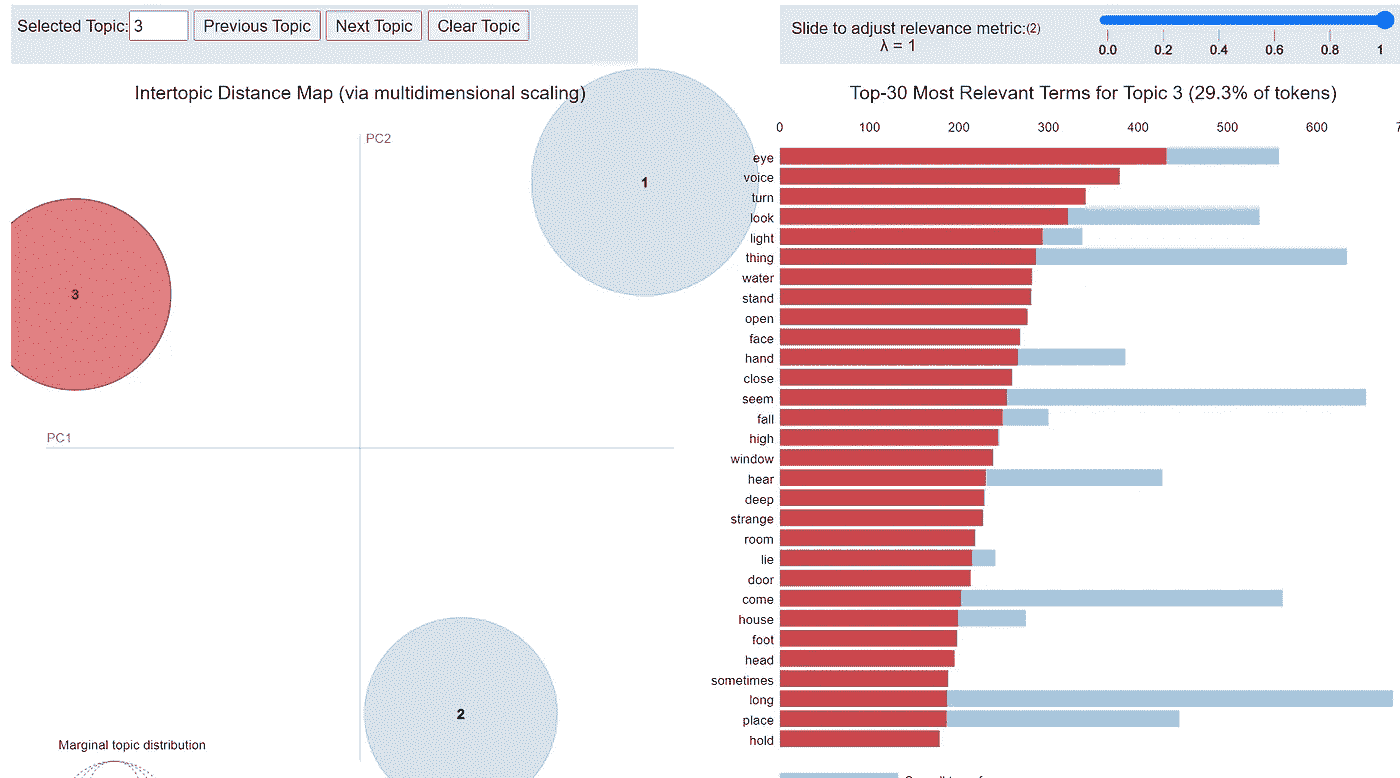 Selected Topic: 3 Previous Topic Next Topic Clear Topic
Slide to adjust relevance metric:(2)
λ = 1
0.0 0.2 0.4 0.6 0.8 1
Intertopic Distance Map (via multidimensional scaling)
PC2
PC1
1
3
2
Marginal topic distribution
Top-30 Most Relevant Terms for Topic 3 (29.3% of tokens)
0 100 200 300 400 500 600
eye
voice
turn
look
light
thing
water
stand
open
face
hand
close
seem
fall
high
window
hear
deep
strange
room
lie
door
come
house
foot
head
sometimes
long
place
hold